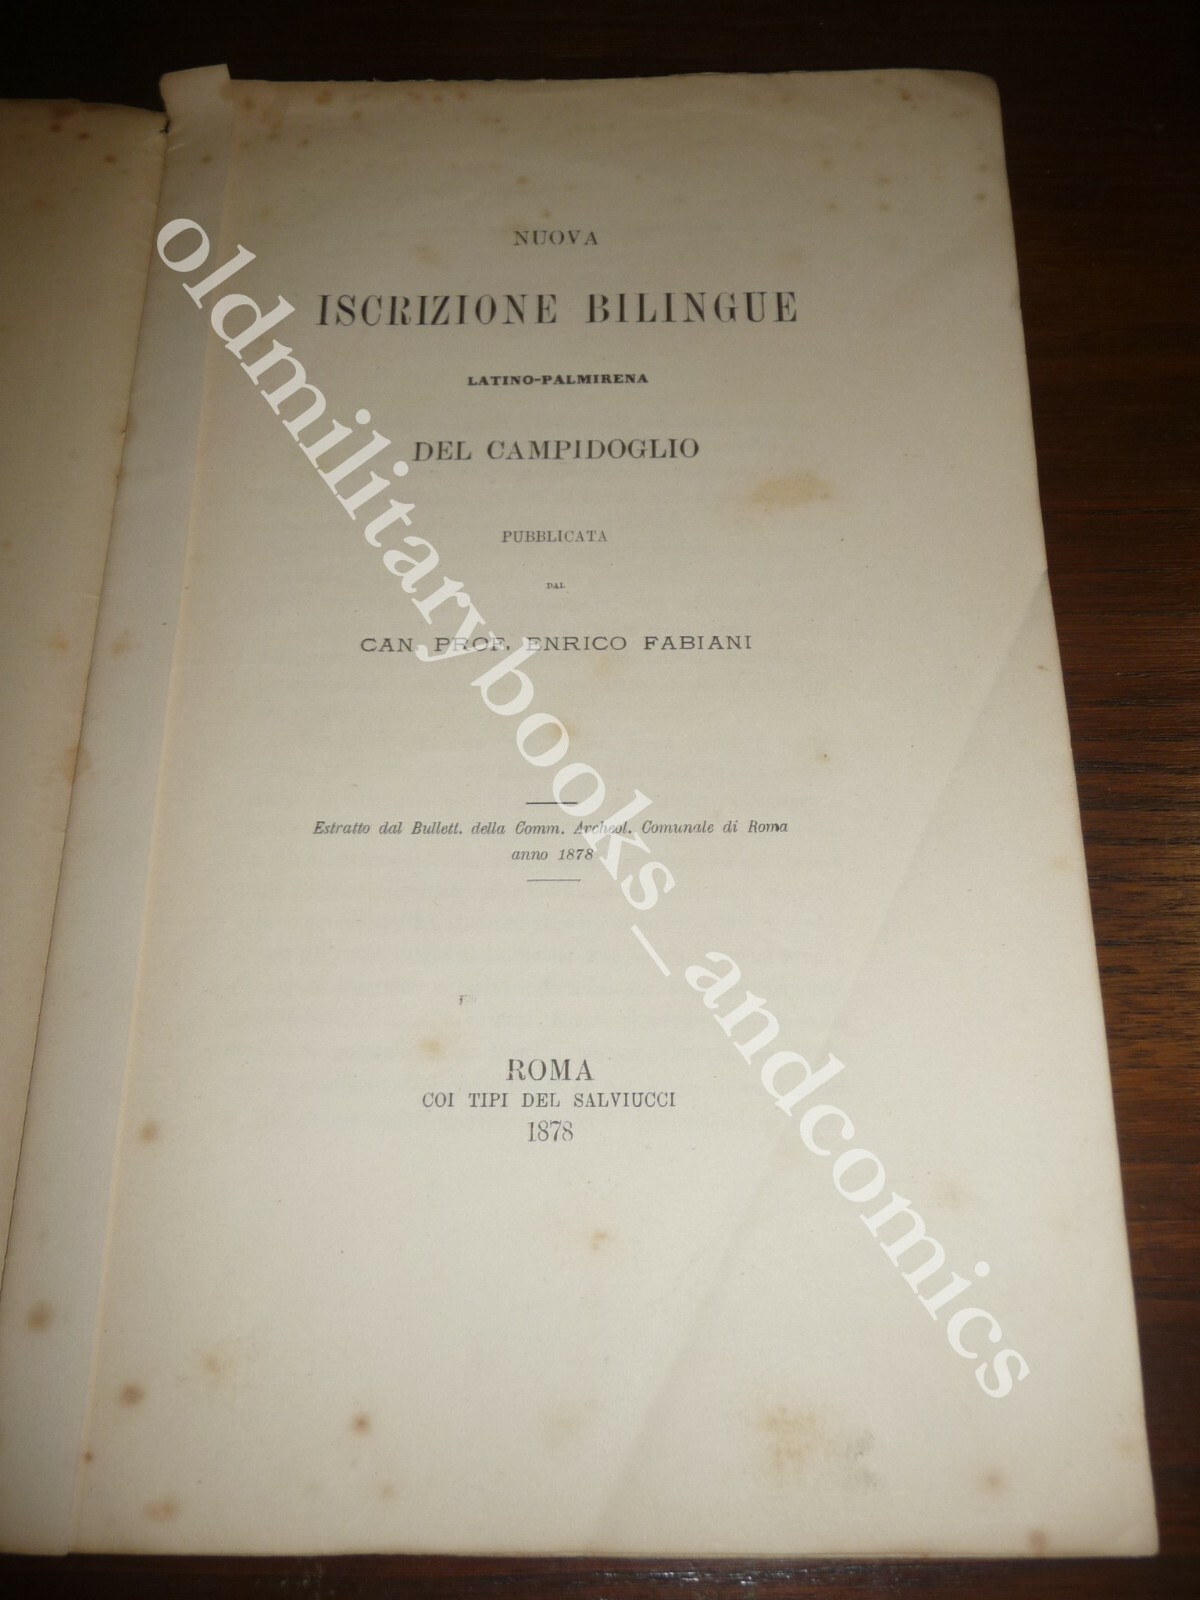 NUOVA
ISCRIZIONE BILINGUE
LATINO-PALMIRENA
DEL CAMPIDOGLIO
PUBBLICATA
DAL
CAN. PROF. ENRICO FABIANI
Estratto dal Bullett. della Comm. Archeol. Comunale di Roma
anno 1878
ROMA
COI TIPI DEL SALVIUCCI
1878
oldmilitarybooks_andcomics